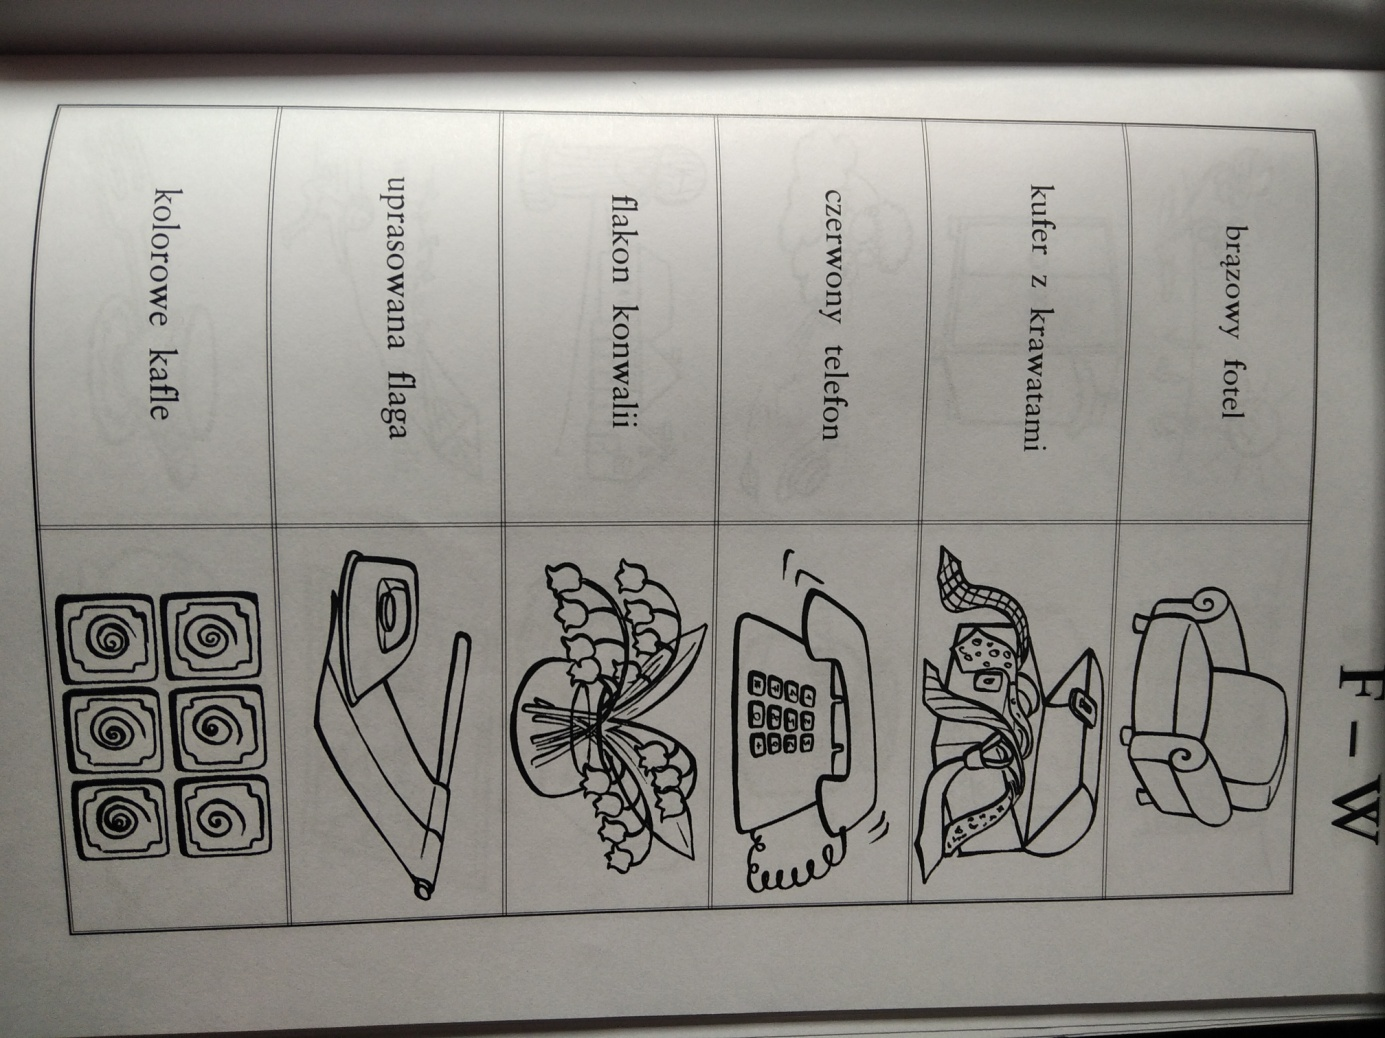 F – W
brązowy fotel
kufer z krawatami
czerwony telefon
flakon konwalii
uprasowana flaga
kolorowe kafle